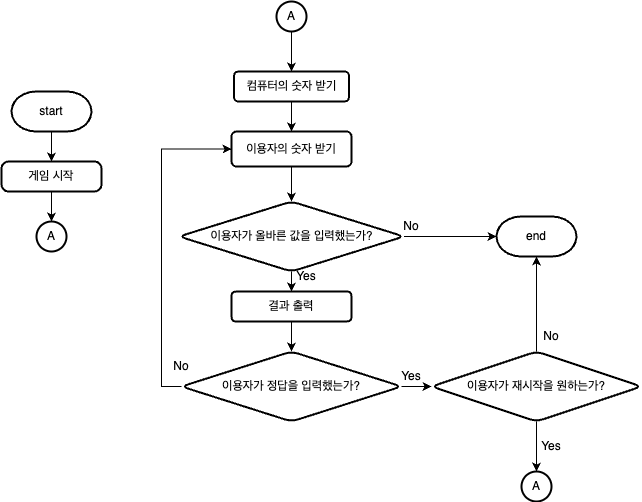 start
게임 시작
A
A
컴퓨터의 숫자 받기
이용자의 숫자 받기
이용자가 올바른 값을 입력했는가?
No
end
Yes
결과 출력
이용자가 정답을 입력했는가?
No
Yes
이용자가 재시작을 원하는가?
No
Yes
A